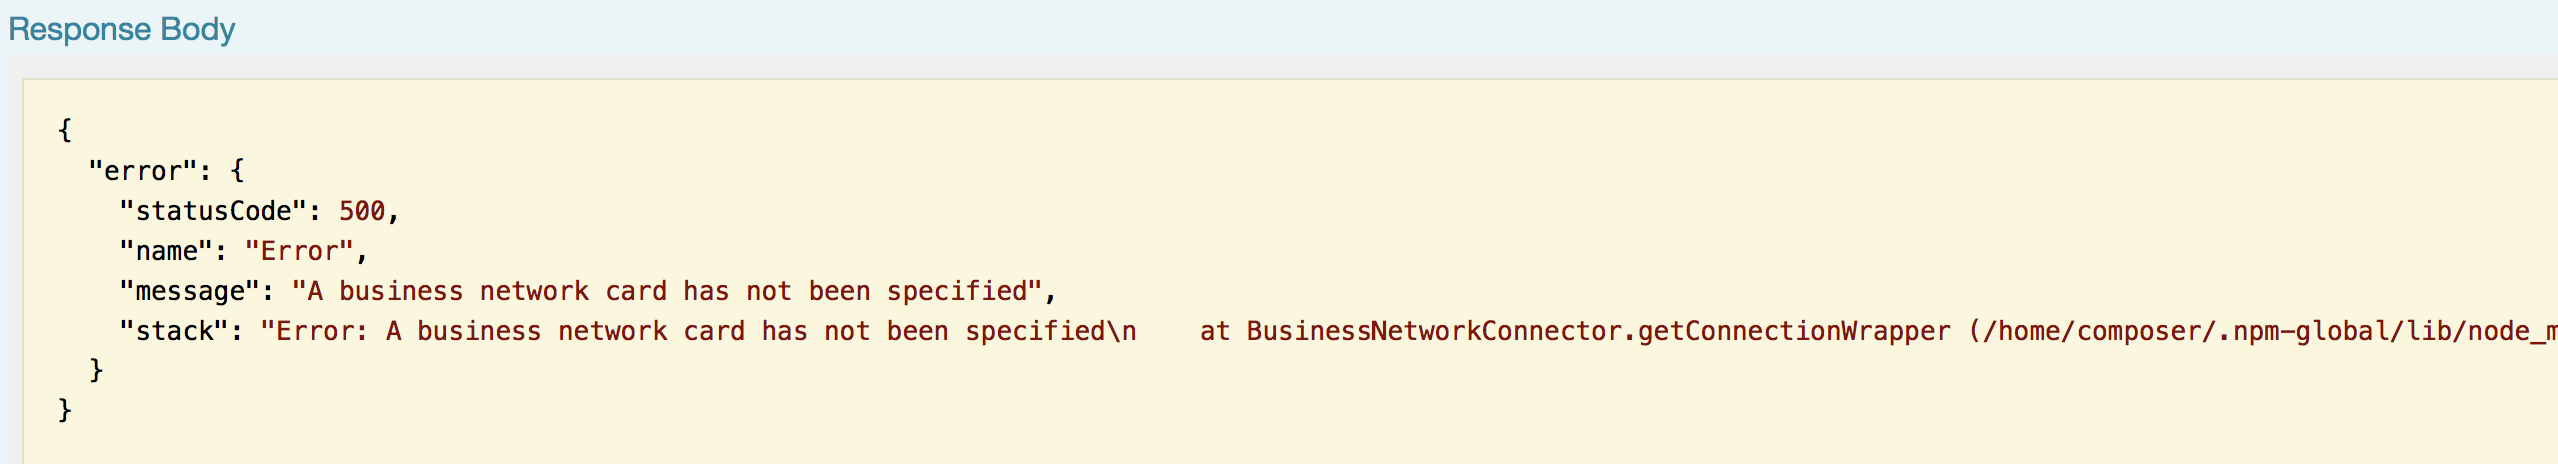 Response Body
{
  "error": {
    "statusCode": 500,
    "name": "Error",
    "message": "A business network card has not been specified",
    "stack": "Error: A business network card has not been specified\n    at BusinessNetworkConnector.getConnectionWrapper (/home/composer/.npm-global/lib/node_m
  }
}